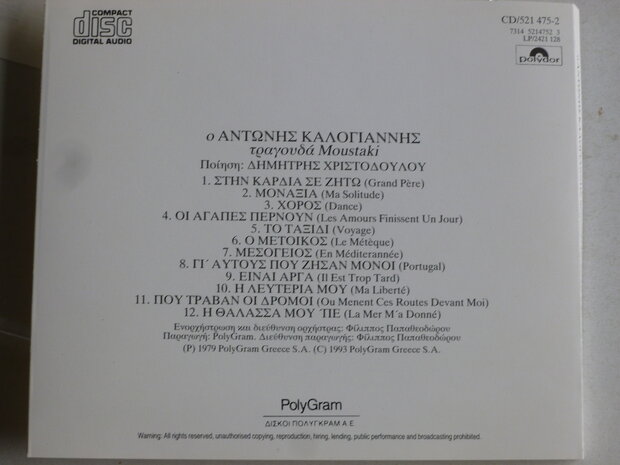 COMPACT
disc
DIGITAL AUDIO
CD/521 475-2
7314 5214752 3
LP/2421 128
polydor
ο ΑΝΤΩΝΗΣ ΚΑΛΟΓΙΑΝΝΗΣ
τραγουδά Moustaki
Ποίηση: ΔΗΜΗΤΡΗΣ ΧΡΙΣΤΟΔΟΥΛΟΥ
1. ΣΤΗΝ ΚΑΡΔΙΑ ΣΕ ΖΗΤΩ (Grand Père)
2. ΜΟΝΑΞΙΑ (Ma Solitude)
3. ΧΟΡΟΣ (Dance)
4. ΟΙ ΑΓΑΠΕΣ ΠΕΡΝΟΥΝ (Les Amours Finissent Un Jour)
5. ΤΟ ΤΑΞΙΔΙ (Voyage)
6. Ο ΜΕΤΟΙΚΟΣ (Le Métèque)
7. ΜΕΣΟΓΕΙΟΣ (En Méditerannée)
8. ΓΙ΄ ΑΥΤΟΥΣ ΠΟΥ ΖΗΣΑΝ ΜΟΝΟΙ (Portugal)
9. ΕΙΝΑΙ ΑΡΓΑ (Il Est Trop Tard)
10. Η ΛΕΥΤΕΡΙΑ ΜΟΥ (Ma Liberté)
11. ΠΟΥ ΤΡΑΒΑΝ ΟΙ ΔΡΟΜΟΙ (Ou Menent Ces Routes Devant Moi)
12. Η ΘΑΛΑΣΣΑ ΜΟΥ ΄ΠΕ (La Mer M΄a Donné)
Ενορχήστρωση και διεύθυνση ορχήστρας: Φίλιππος Παπαθεοδώρου
Παραγωγή: PolyGram. Διεύθυνση παραγωγής: Φίλιππος Παπαθεοδώρου
(P) 1979 PolyGram Greece S.A. (C) 1993 PolyGram Greece S.A.
PolyGram
ΔΙΣΚΟΙ ΠΟΛΥΓΚΡΑΜ Α.Ε
Warning: All rights reserved, unauthorised copying, reproduction, hiring, lending, public performance and broadcasting prohibited.